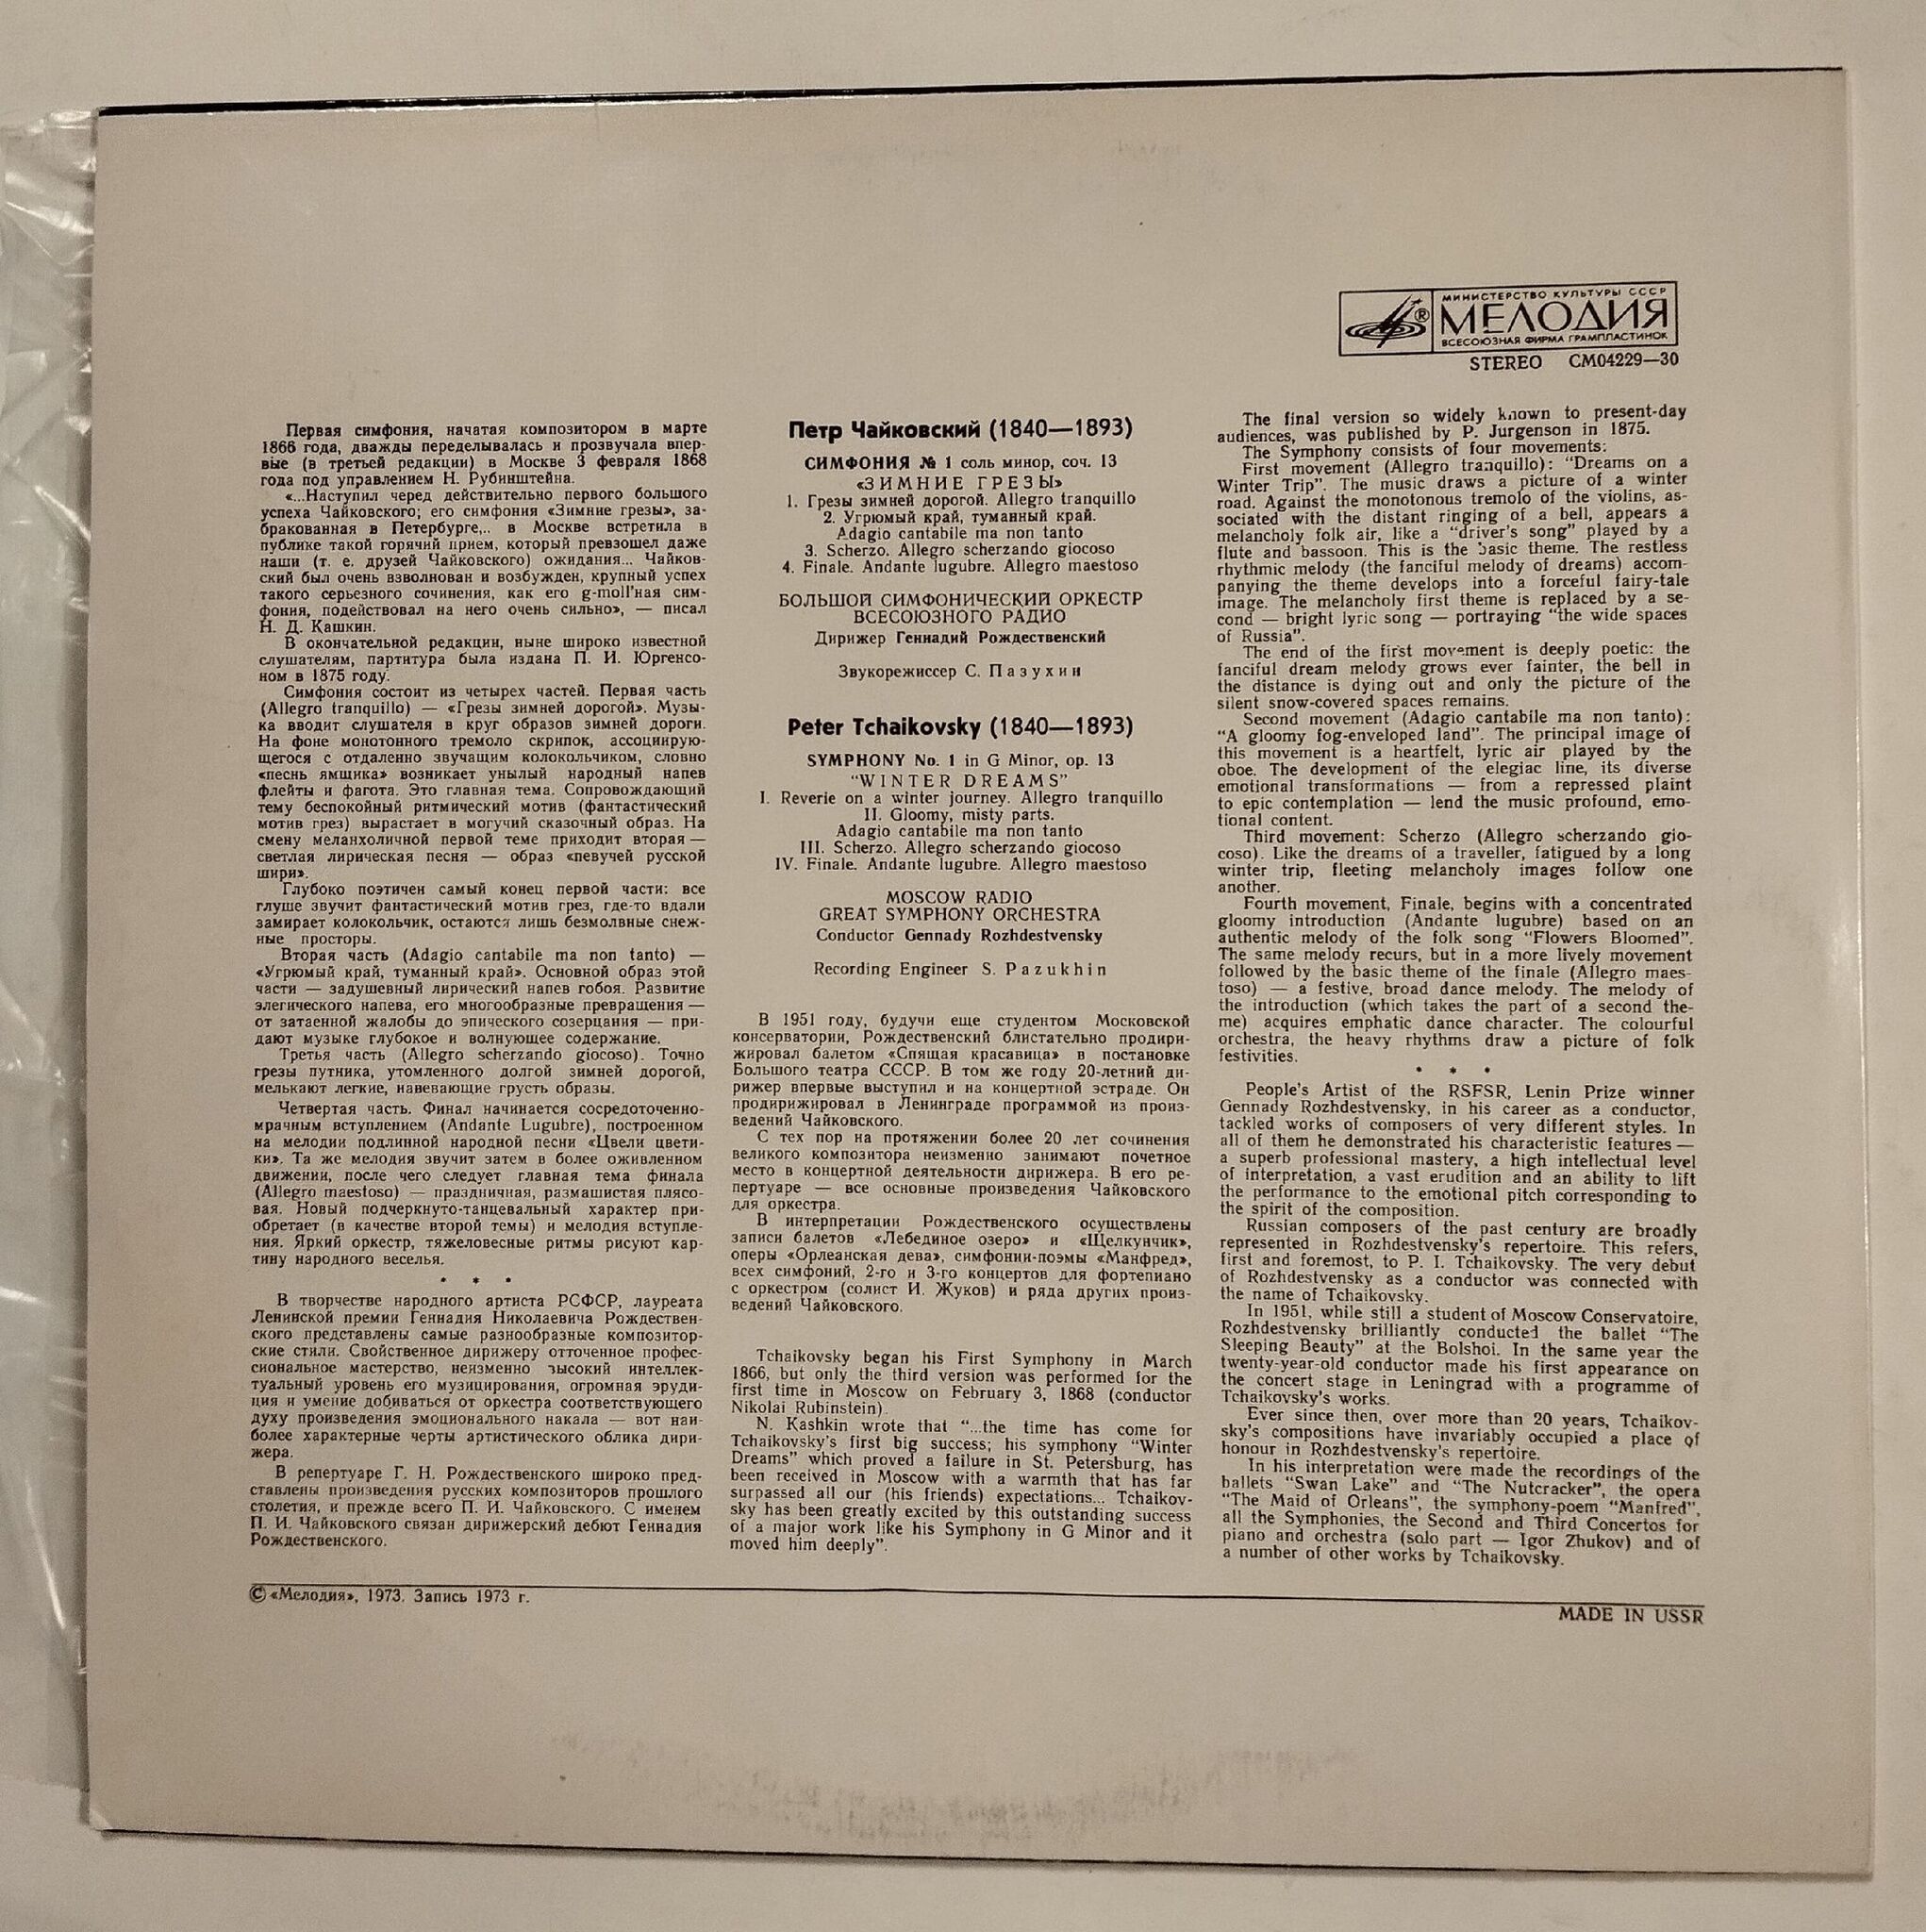 МИНИСТЕРСТВО КУЛЬТУРЫ СССР
МЕЛОДИЯ
ВСЕСОЮЗНАЯ ФИРМА ГРАМПЛАСТИНОК
STEREO CM04229—30
Первая симфония, начатая композитором в марте
1866 года, дважды переделывалась и прозвучала впер-
вые (в третьей редакции) в Москве 3 февраля 1868
года под управлением Н. Рубинштейна.
«...Наступил черед действительно первого большого
успеха Чайковского; его симфония «Зимние грезы», за-
бракованная в Петербурге,.. в Москве встретила в
публике такой горячий прием, который превзошел даже
наши (т. е. друзей Чайковского) ожидания... Чайков-
ский был очень взволнован и возбужден, крупный успех
такого серьезного сочинения, как его g-moll'ная сим-
фония, подействовал на него очень сильно», — писал
Н. Д. Кашкин.
В окончательной редакции, ныне широко известной
слушателям, партитура была издана П. И. Юргенсо-
ном в 1875 году.
Симфония состоит из четырех частей. Первая часть
(Allegro tranquillo) — «Грезы зимней дорогой». Музы-
ка вводит слушателя в круг образов зимней дороги.
На фоне монотонного тремоло скрипок, ассоциирую-
щегося с отдаленно звучащим колокольчиком, словно
«песнь ямщика» возникает унылый народный напев
флейты и фагота. Это главная тема. Сопровождающий
тему беспокойный ритмический мотив (фантастический
мотив грез) вырастает в могучий сказочный образ. На
смену меланхоличной первой теме приходит вторая —
светлая лирическая песня — образ «певучей русской
шири».
Глубоко поэтичен самый конец первой части: все
глуше звучит фантастический мотив грез, где-то вдали
замирает колокольчик, остаются лишь безмолвные снеж-
ные просторы.
Вторая часть (Adagio cantabile ma non tanto) —
«Угрюмый край, туманный край». Основной образ этой
части — задушевный лирический напев гобоя. Развитие
элегического напева, его многообразные превращения —
от затаенной жалобы до эпического созерцания — при-
дают музыке глубокое и волнующее содержание.
Третья часть (Allegro scherzando giocoso). Точно
грезы путника, утомленного долгой зимней дорогой,
мелькают легкие, навевающие грусть образы.
Четвертая часть. Финал начинается сосредоточенно-
мрачным вступлением (Andante Lugubre), построенном
на мелодии подлинной народной песни «Цвели цвети-
ки». Та же мелодия звучит затем в более оживленном
движении, после чего следует главная тема финала
(Allegro maestoso) — праздничная, размашистая плясо-
вая. Новый подчеркнуто-танцевальный характер при-
обретает (в качестве второй темы) и мелодия вступле-
ния. Яркий оркестр, тяжеловесные ритмы рисуют кар-
тину народного веселья.
* * *
В творчестве народного артиста РСФСР, лауреата
Ленинской премии Геннадия Николаевича Рождествен-
ского представлены самые разнообразные композитор-
ские стили. Свойственное дирижеру отточенное профес-
сиональное мастерство, неизменно высокий интеллек-
туальный уровень его музицирования, огромная эруди-
ция и умение добиваться от оркестра соответствующего
духу произведения эмоционального накала — вот наи-
более характерные черты артистического облика дири-
жера.
В репертуаре Г. Н. Рождественского широко пред-
ставлены произведения русских композиторов прошлого
столетия, и прежде всего П. И. Чайковского. С именем
П. И. Чайковского связан дирижерский дебют Геннадия
Рождественского.
Петр Чайковский (1840—1893)
СИМФОНИЯ № 1 соль минор, соч. 13
«ЗИМНИЕ ГРЕЗЫ»
1. Грезы зимней дорогой. Allegro tranquillo
2. Угрюмый край, туманный край.
Adagio cantabile ma non tanto
3. Scherzo. Allegro scherzando giocoso
4. Finale. Andante lugubre. Allegro maestoso
БОЛЬШОЙ СИМФОНИЧЕСКИЙ ОРКЕСТР
ВСЕСОЮЗНОГО РАДИО
Дирижер Геннадий Рождественский
Звукорежиссер С. Пазухин
Peter Tchaikovsky (1840—1893)
SYMPHONY No. 1 in G Minor, op. 13
"WINTER DREAMS"
I. Reverie on a winter journey. Allegro tranquillo
II. Gloomy, misty parts.
Adagio cantabile ma non tanto
III. Scherzo. Allegro scherzando giocoso
IV. Finale. Andante lugubre. Allegro maestoso
MOSCOW RADIO
GREAT SYMPHONY ORCHESTRA
Conductor Gennady Rozhdestvensky
Recording Engineer S. Pazukhin
В 1951 году, будучи еще студентом Московской
консерватории, Рождественский блистательно продири-
жировал балетом «Спящая красавица» в постановке
Большого театра СССР. В том же году 20-летний ди-
рижер впервые выступил и на концертной эстраде. Он
продирижировал в Ленинграде программой из произ-
ведений Чайковского.
С тех пор на протяжении более 20 лет сочинения
великого композитора неизменно занимают почетное
место в концертной деятельности дирижера. В его ре-
пертуаре — все основные произведения Чайковского
для оркестра.
В интерпретации Рождественского осуществлены
записи балетов «Лебединое озеро» и «Щелкунчик»,
оперы «Орлеанская дева», симфонии-поэмы «Манфред»,
всех симфоний, 2-го и 3-го концертов для фортепиано
с оркестром (солист И. Жуков) и ряда других произ-
ведений Чайковского.
Tchaikovsky began his First Symphony in March
1866, but only the third version was performed for the
first time in Moscow on February 3, 1868 (conductor
Nikolai Rubinstein).
N. Kashkin wrote that "...the time has come for
Tchaikovsky's first big success; his symphony "Winter
Dreams" which proved a failure in St. Petersburg, has
been received in Moscow with a warmth that has far
surpassed all our (his friends) expectations... Tchaikov-
sky has been greatly excited by this outstanding success
of a major work like his Symphony in G Minor and it
moved him deeply".
The final version so widely known to present-day
audiences, was published by P. Jurgenson in 1875.
The Symphony consists of four movements:
First movement (Allegro tranquillo): "Dreams on a
Winter Trip". The music draws a picture of a winter
road. Against the monotonous tremolo of the violins, as-
sociated with the distant ringing of a bell, appears a
melancholy folk air, like a "driver's song" played by a
flute and bassoon. This is the basic theme. The restless
rhythmic melody (the fanciful melody of dreams) accom-
panying the theme develops into a forceful fairy-tale
image. The melancholy first theme is replaced by a se-
cond — bright lyric song — portraying "the wide spaces
of Russia".
The end of the first movement is deeply poetic: the
fanciful dream melody grows ever fainter, the bell in
the distance is dying out and only the picture of the
silent snow-covered spaces remains.
Second movement (Adagio cantabile ma non tanto):
"A gloomy fog-enveloped land". The principal image of
this movement is a heartfelt, lyric air played by the
oboe. The development of the elegiac line, its diverse
emotional transformations — from a repressed plaint
to epic contemplation — lend the music profound, emo-
tional content.
Third movement: Scherzo (Allegro scherzando gio-
coso). Like the dreams of a traveller, fatigued by a long
winter trip, fleeting melancholy images follow one
another.
Fourth movement, Finale, begins with a concentrated
gloomy introduction (Andante lugubre) based on an
authentic melody of the folk song "Flowers Bloomed".
The same melody recurs, but in a more lively movement
followed by the basic theme of the finale (Allegro maes-
toso) — a festive, broad dance melody. The melody of
the introduction (which takes the part of a second the-
me) acquires emphatic dance character. The colourful
orchestra, the heavy rhythms draw a picture of folk
festivities.
* * *
People's Artist of the RSFSR, Lenin Prize winner
Gennady Rozhdestvensky, in his career as a conductor,
tackled works of composers of very different styles. In
all of them he demonstrated his characteristic features —
a superb professional mastery, a high intellectual level
of interpretation, a vast erudition and an ability to lift
the performance to the emotional pitch corresponding to
the spirit of the composition.
Russian composers of the past century are broadly
represented in Rozhdestvensky's repertoire. This refers,
first and foremost, to P. I. Tchaikovsky. The very debut
of Rozhdestvensky as a conductor was connected with
the name of Tchaikovsky.
In 1951, while still a student of Moscow Conservatoire,
Rozhdestvensky brilliantly conducted the ballet "The
Sleeping Beauty" at the Bolshoi. In the same year the
twenty-year-old conductor made his first appearance on
the concert stage in Leningrad with a programme of
Tchaikovsky's works.
Ever since then, over more than 20 years, Tchaikov-
sky's compositions have invariably occupied a place of
honour in Rozhdestvensky's repertoire.
In his interpretation were made the recordings of the
ballets "Swan Lake" and "The Nutcracker", the opera
"The Maid of Orleans", the symphony-poem "Manfred",
all the Symphonies, the Second and Third Concertos for
piano and orchestra (solo part — Igor Zhukov) and of
a number of other works by Tchaikovsky.
© «Мелодия», 1973. Запись 1973 г.
MADE IN USSR